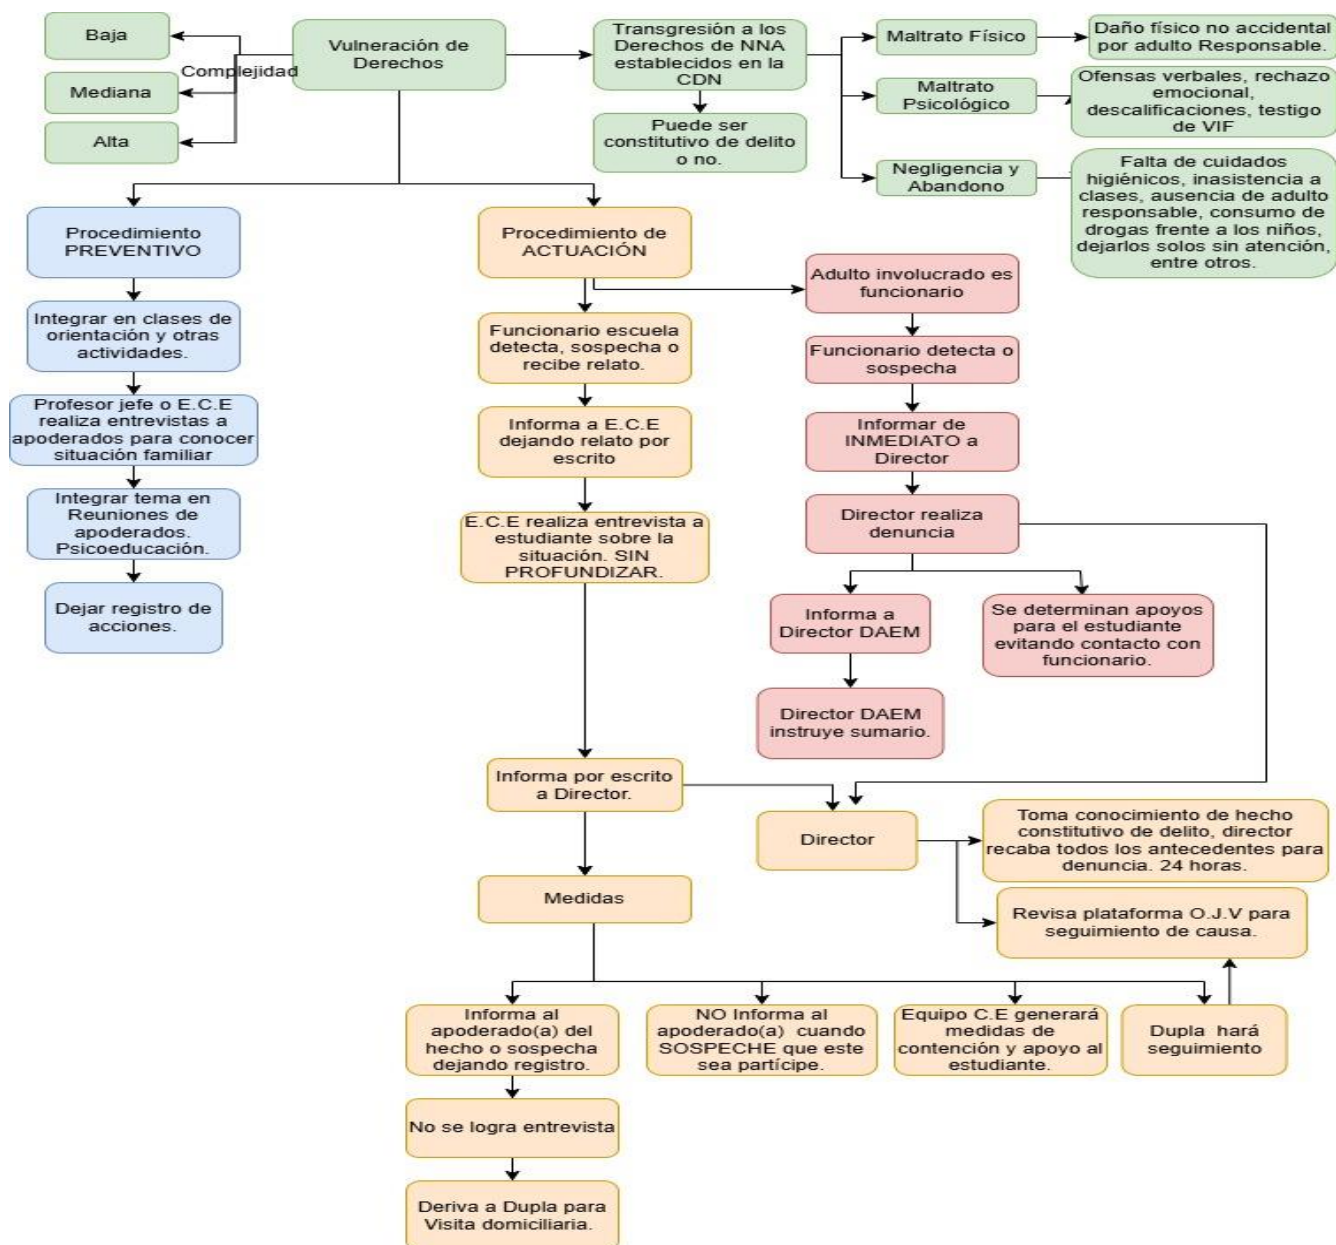 Baja
Complejidad
Mediana
Alta
Vulneración de
Derechos
Transgresión a los
Derechos de NNA
establecidos en la
CDN
Puede ser
constitutivo de delito
o no.
Maltrato Físico
Daño físico no accidental
por adulto Responsable.
Maltrato
Psicológico
Ofensas verbales, rechazo
emocional,
descalificaciones, testigo
de VIF
Negligencia y
Abandono
Falta de cuidados
higiénicos, inasistencia a
clases, ausencia de adulto
responsable, consumo de
drogas frente a los niños,
dejarlos solos sin atención,
entre otros.
Procedimiento
PREVENTIVO
Integrar en clases de
orientación y otras
actividades.
Profesor jefe o E.C.E
realiza entrevistas a
apoderados para conocer
situación familiar
Integrar tema en
Reuniones de
apoderados.
Psicoeducación.
Dejar registro de
acciones.
Procedimiento de
ACTUACIÓN
Funcionario escuela
detecta, sospecha o
recibe relato.
Informa a E.C.E
dejando relato por
escrito
E.C.E realiza entrevista a
estudiante sobre la
situación. SIN
PROFUNDIZAR.
Adulto involucrado es
funcionario
Funcionario detecta o
sospecha
Informar de
INMEDIATO a
Director
Director realiza
denuncia
Informa a
Director DAEM
Se determinan apoyos
para el estudiante
evitando contacto con
funcionario.
Director DAEM
instruye sumario.
Informa por escrito
a Director.
Director
Toma conocimiento de hecho
constitutivo de delito, director
recaba todos los antecedentes para
denuncia. 24 horas.
Revisa plataforma O.J.V para
seguimiento de causa.
Medidas
Informa al
apoderado(a) del
hecho o sospecha
dejando registro.
NO Informa al
apoderado(a) cuando
SOSPECHE que este
sea partícipe.
Equipo C.E generará
medidas de
contención y apoyo al
estudiante.
Dupla hará
seguimiento
No se logra entrevista
Deriva a Dupla para
Visita domiciliaria.